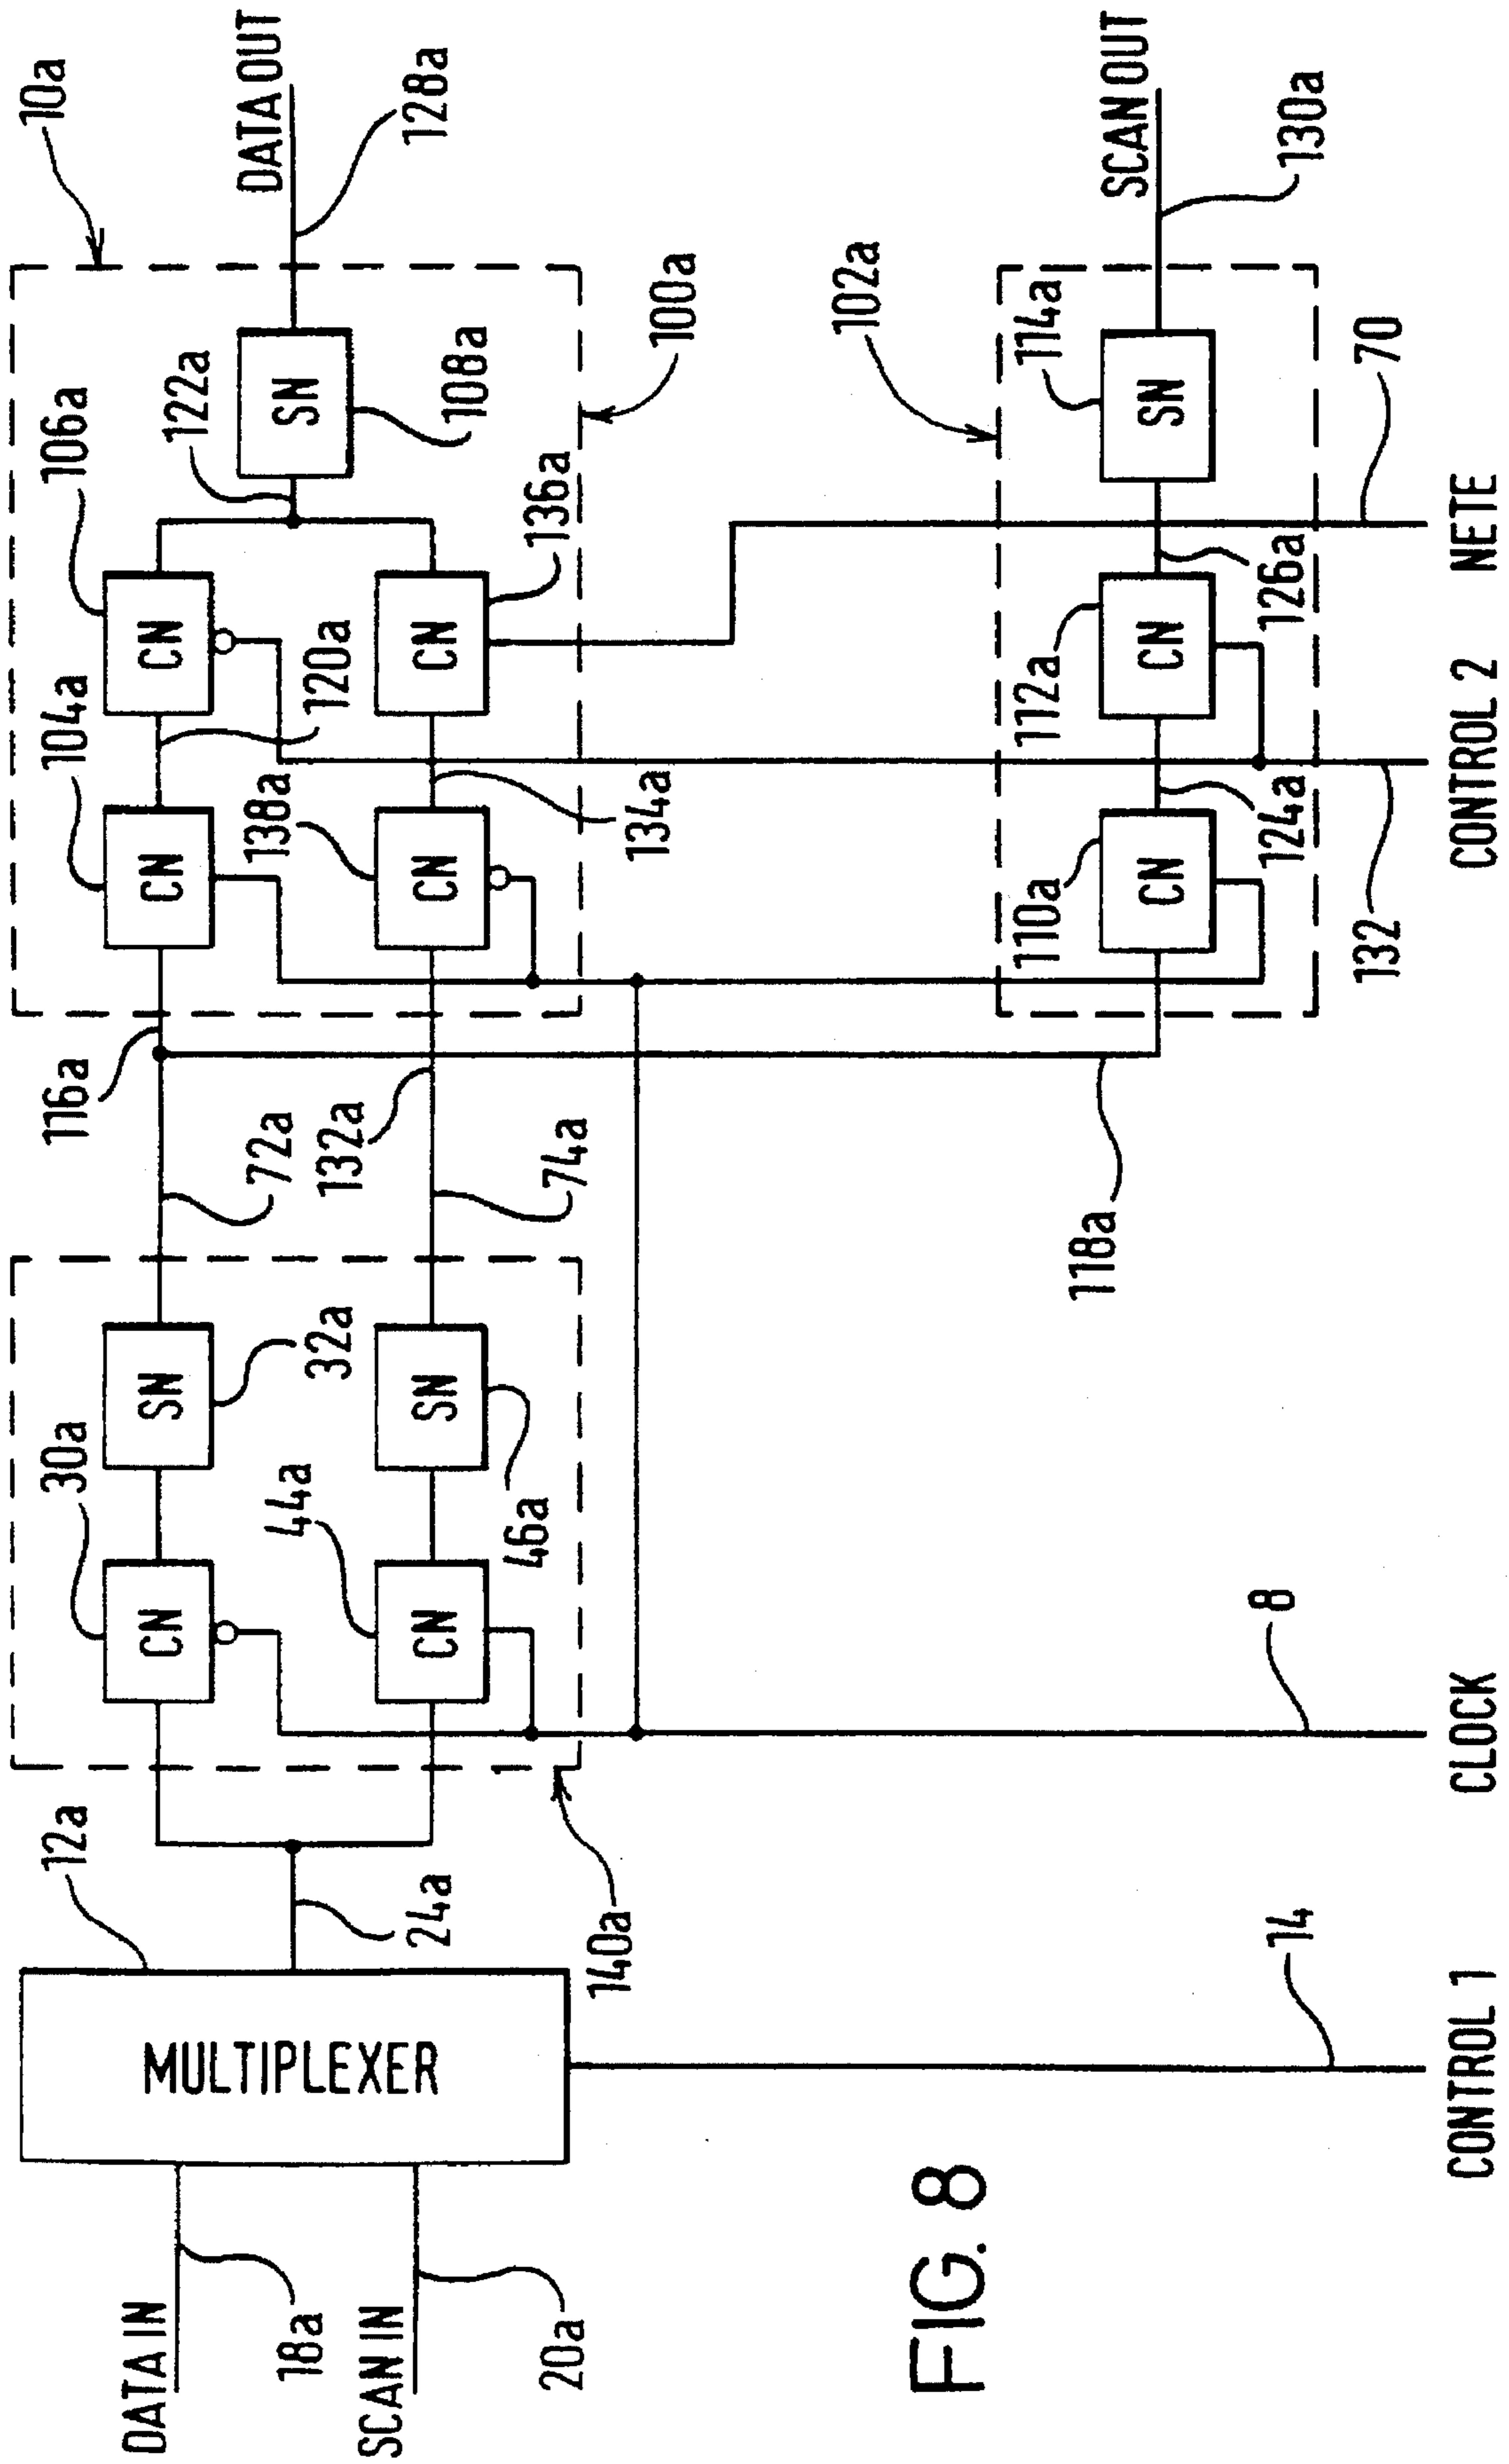 10a
DATA OUT
128a
122a
106a
SN
108a
100a
CN
136a
104a
120a
CN
CN
138a
134a
CN
116a
72a
132a
74a
118a
SCAN OUT
130a
102a
114a
SN
70
126a
112a
CN
124a
110a
CN
132
NETE
CONTROL 2
30a
SN
32a
CN
44a
SN
46a
CN
8
CLOCK
12a
24a
140a
14
MULTIPLEXER
CONTROL 1
DATA IN
18a
SCAN IN
20a
FIG. 8